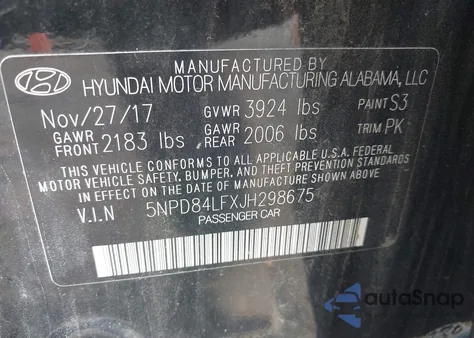 MANUFACTURED BY
HYUNDAI MOTOR MANUFACTURING ALABAMA, LLC
Nov/27/17 GVWR 3924 lbs PAINT S3
GAWR FRONT 2183 lbs GAWR REAR 2006 lbs TRIM PK
THIS VEHICLE CONFORMS TO ALL APPLICABLE U.S.A. FEDERAL
MOTOR VEHICLE SAFETY, BUMPER, AND THEFT PREVENTION
STANDARDS IN EFFECT ON THE DATE OF MANUFACTURE SHOWN ABOVE.
V.I.N 5NPD84LFXJH298675
PASSENGER CAR
autoSnap